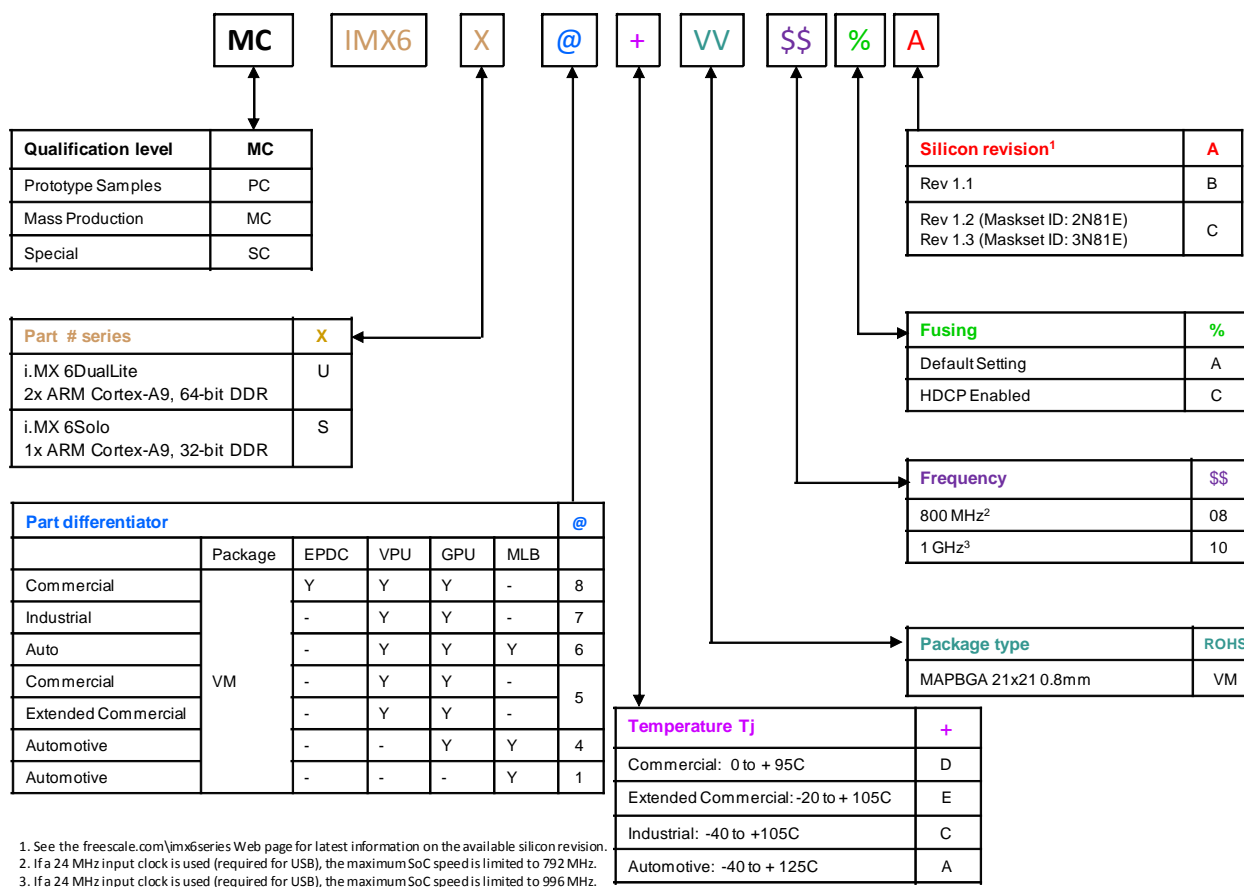 MC IMX6 X @ + VV $$ % A
Qualification level MC
Prototype Samples PC
Mass Production MC
Special SC
Silicon revision1 A
Rev 1.1 B
Rev 1.2 (Maskset ID: 2N81E)
Rev 1.3 (Maskset ID: 3N81E) C
Part # series X
i.MX 6DualLite U
2x ARM Cortex-A9, 64-bit DDR
i.MX 6Solo S
1x ARM Cortex-A9, 32-bit DDR
Fusing %
Default Setting A
HDCP Enabled C
Frequency $$
800 MHz2 08
1 GHz3 10
Part differentiator @
Package EPDC VPU GPU MLB
Commercial Y Y Y - 8
Industrial - Y Y - 7
Auto - Y Y Y 6
Commercial VM - Y Y - 5
Extended Commercial - Y Y -
Automotive - - Y Y 4
Automotive - - - Y 1
Package type ROHS
MAPBGA 21x21 0.8mm VM
Temperature Tj +
Commercial: 0 to + 95C D
Extended Commercial: -20 to + 105C E
Industrial: -40 to +105C C
Automotive: -40 to + 125C A
1. See the freescale.com\imx6series Web page for latest information on the available silicon revision.
2. If a 24 MHz input clock is used (required for USB), the maximum SoC speed is limited to 792 MHz.
3. If a 24 MHz input clock is used (required for USB), the maximum SoC speed is limited to 996 MHz.